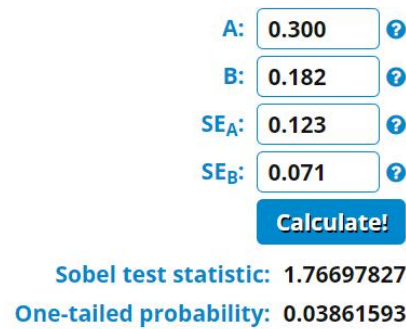 A: 0.300
B: 0.182
SEA: 0.123
SEB: 0.071
Calculate!
Sobel test statistic: 1.76697827
One-tailed probability: 0.03861593